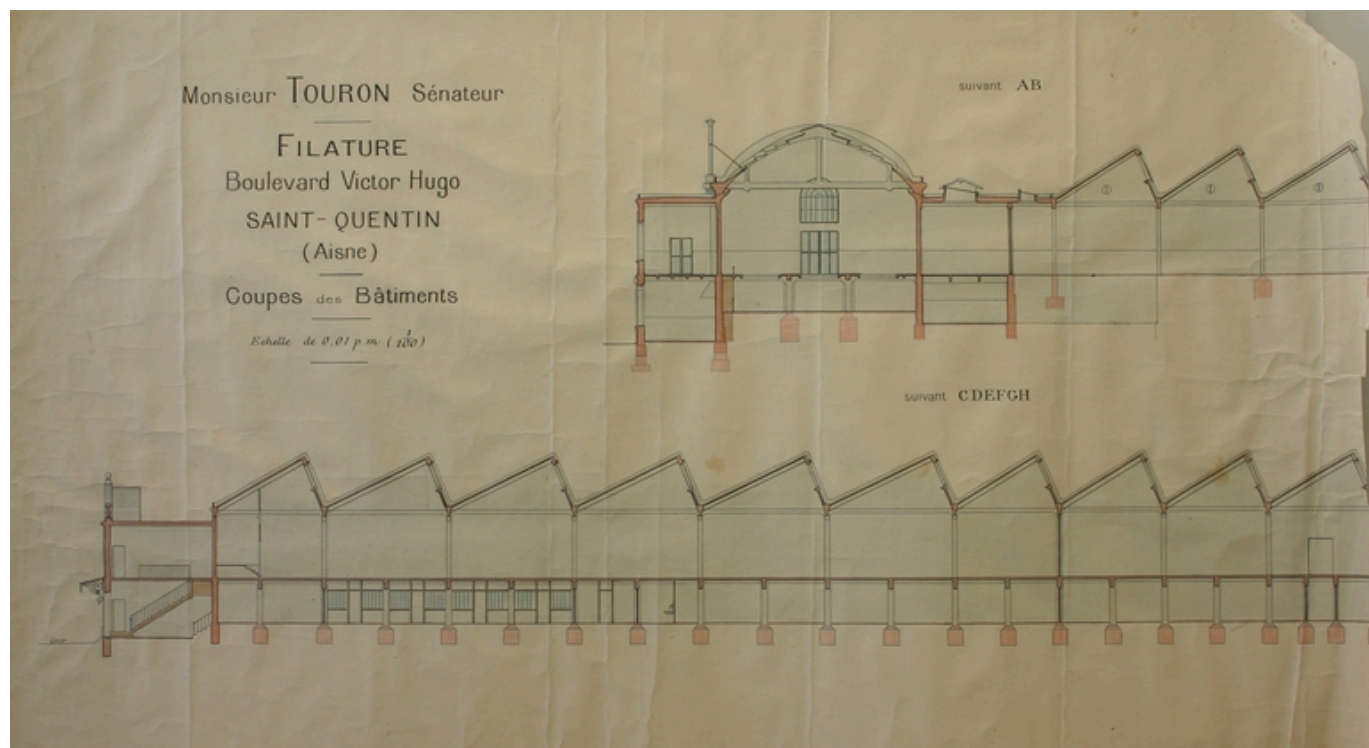 Monsieur TOURON Sénateur
FILATURE
Boulevard Victor Hugo
SAINT-QUENTIN
(Aisne)
Coupes des Bâtiments
Echelle de 0,01 p.m. (1/100)
suivant AB
suivant CDEFGH